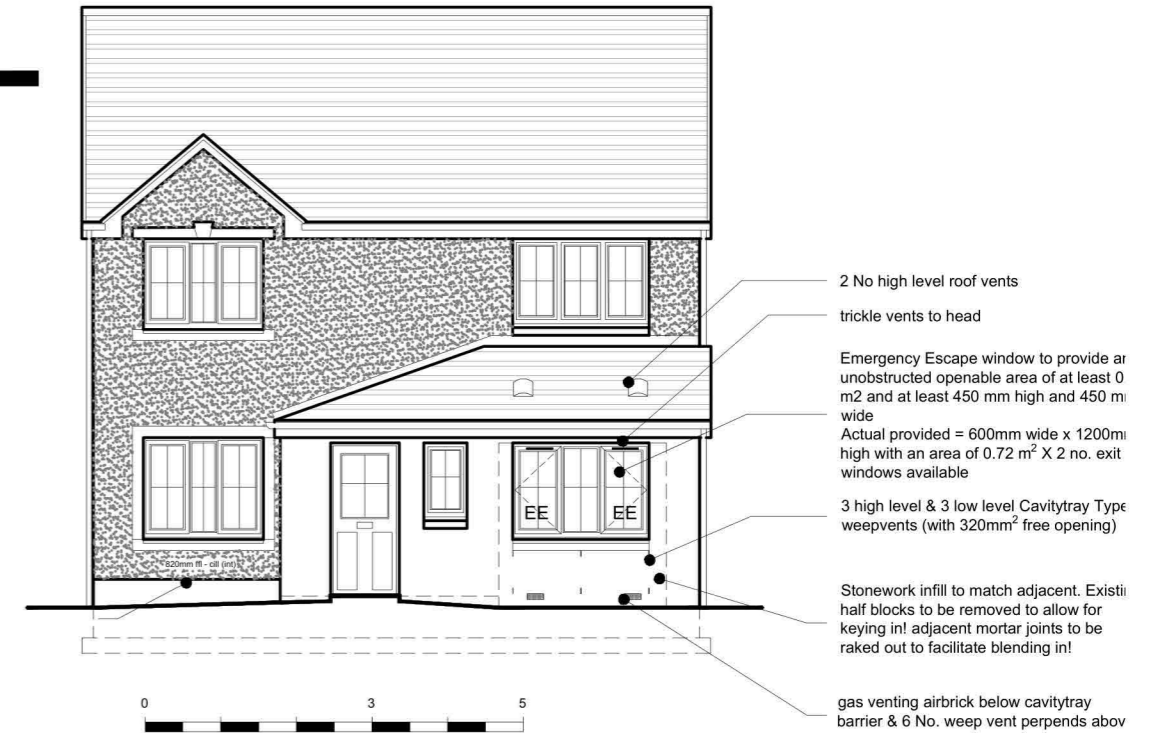 2 No high level roof vents
trickle vents to head
Emergency Escape window to provide
unobstructed openable area of at least 0
m2 and at least 450 mm high and 450
wide
Actual provided = 600mm wide x 1200
high with an area of 0.72 m² X 2 no. exit
windows available
EE EE
3 high level & 3 low level Cavitytray Type
weepvents (with 320mm² free opening)
820mm ffl - cill (int)
Stonework infill to match adjacent.
half blocks to be removed to allow for
keying in! adjacent mortar joints to be
raked out to facilitate blending in!
gas venting airbrick below cavitytray
barrier & 6 No. weep vent perpends
0 3 5